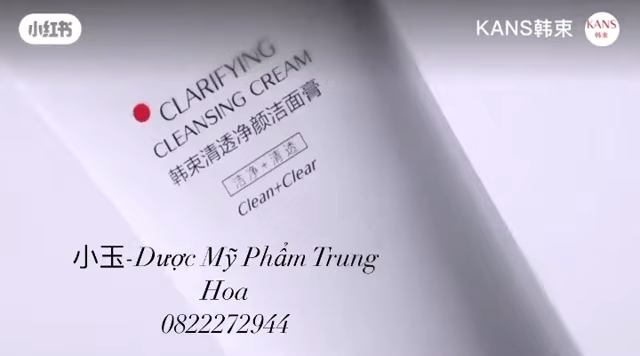 小红书
KANS韩束
KANS
韩束
CLARIFYING
CLEANSING CREAM
韩束清透净颜洁面膏
洁净+清透
Clean+Clear
小玉-Dược Mỹ Phẩm Trung
Hoa
0822272944